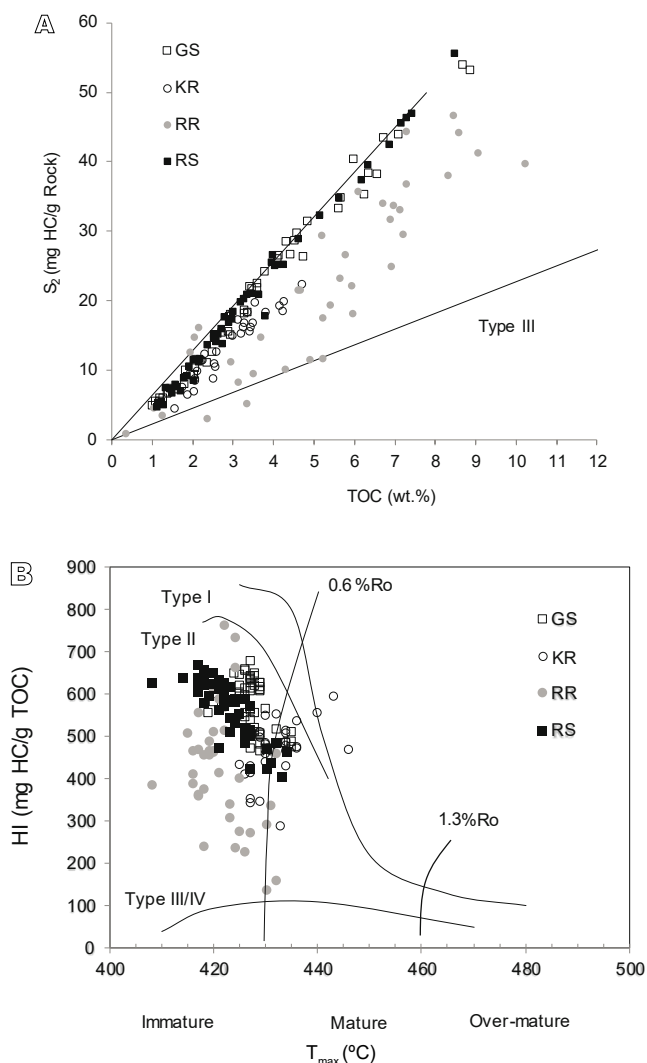 A
GS
KR
RR
RS
60
50
40
30
20
10
0
S₂ (mg HC/g Rock)
Type III
0 1 2 3 4 5 6 7 8 9 10 11 12
TOC (wt.%)
B
900
800
700
600
500
400
300
200
100
0
HI (mg HC/g TOC)
Type I
Type II
Type III/IV
0.6 %Ro
1.3%Ro
GS
KR
RR
RS
400 420 440 460 480 500
Immature Mature Over-mature
Tmax (ºC)